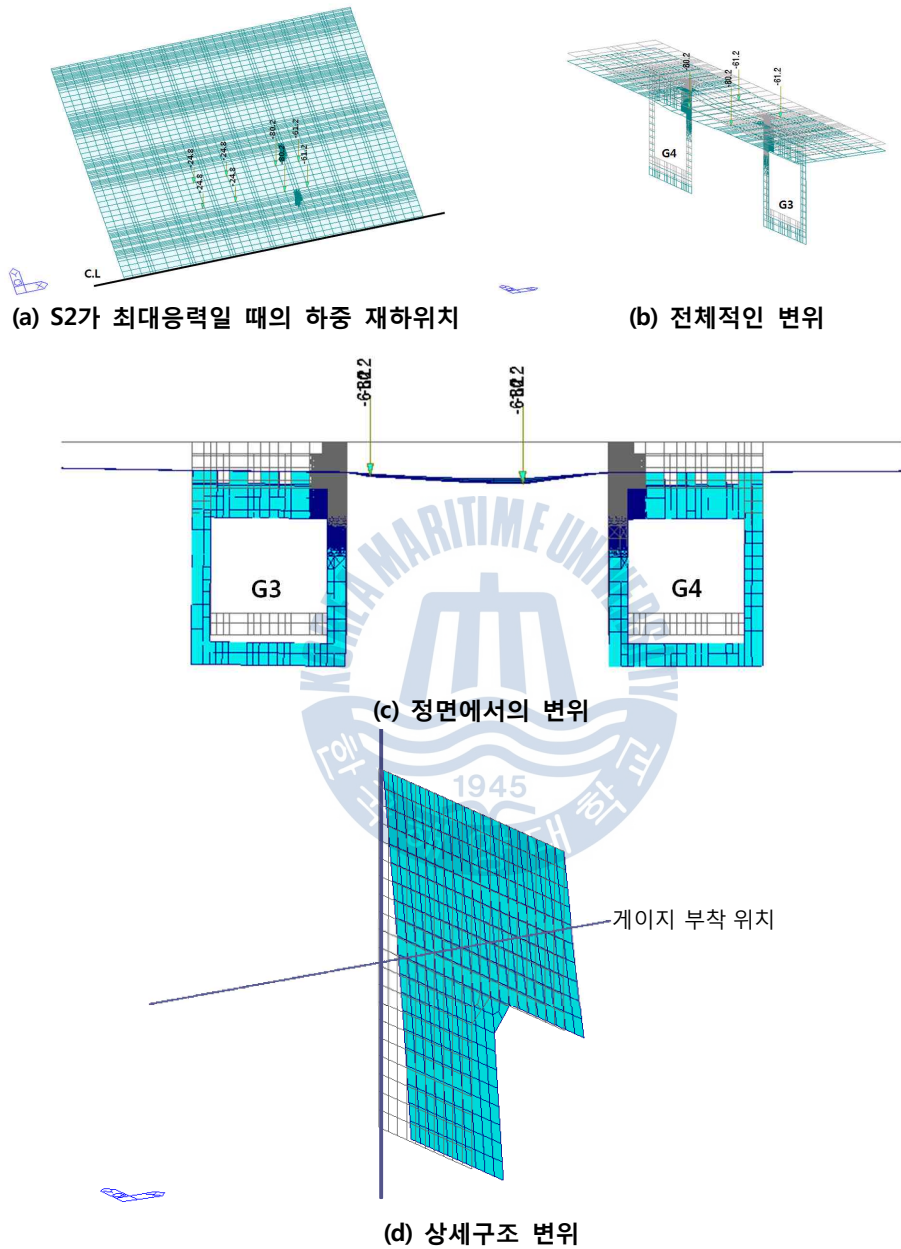 -24.8
-24.8
-24.8
-24.8
-80.2
-61.2
-61.2
C.L
(a) S2가 최대응력일 때의 하중 재하위치
-80.2
-80.2
-61.2
-61.2
G4
G3
(b) 전체적인 변위
G3
G4
KOREA MARITIME UNIVERSITY
(c) 정면에서의 변위
1945
게이지 부착 위치
(d) 상세구조 변위